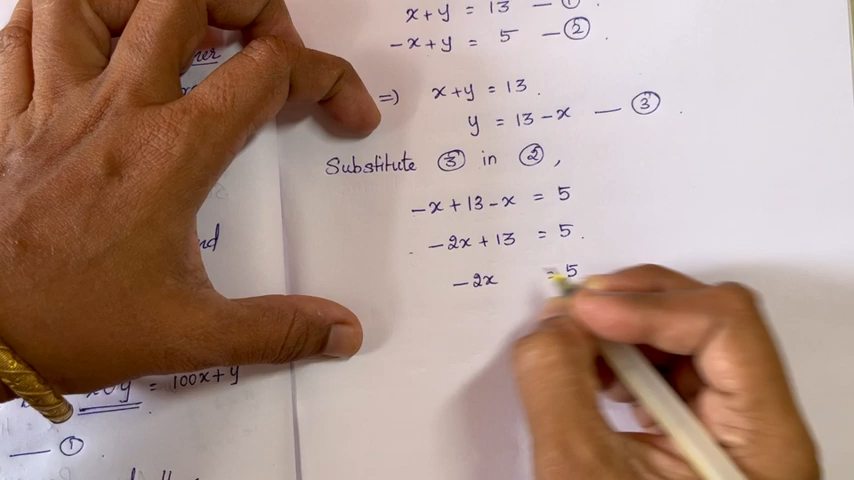 x + y = 13 — ①
-x + y = 5 — ②.
=) x + y = 13.
y = 13 - x — ③.
Substitute ③ in ②,
-x + 13 - x = 5
-2x + 13 = 5.
-2x = 5
= 100x + y
— ①